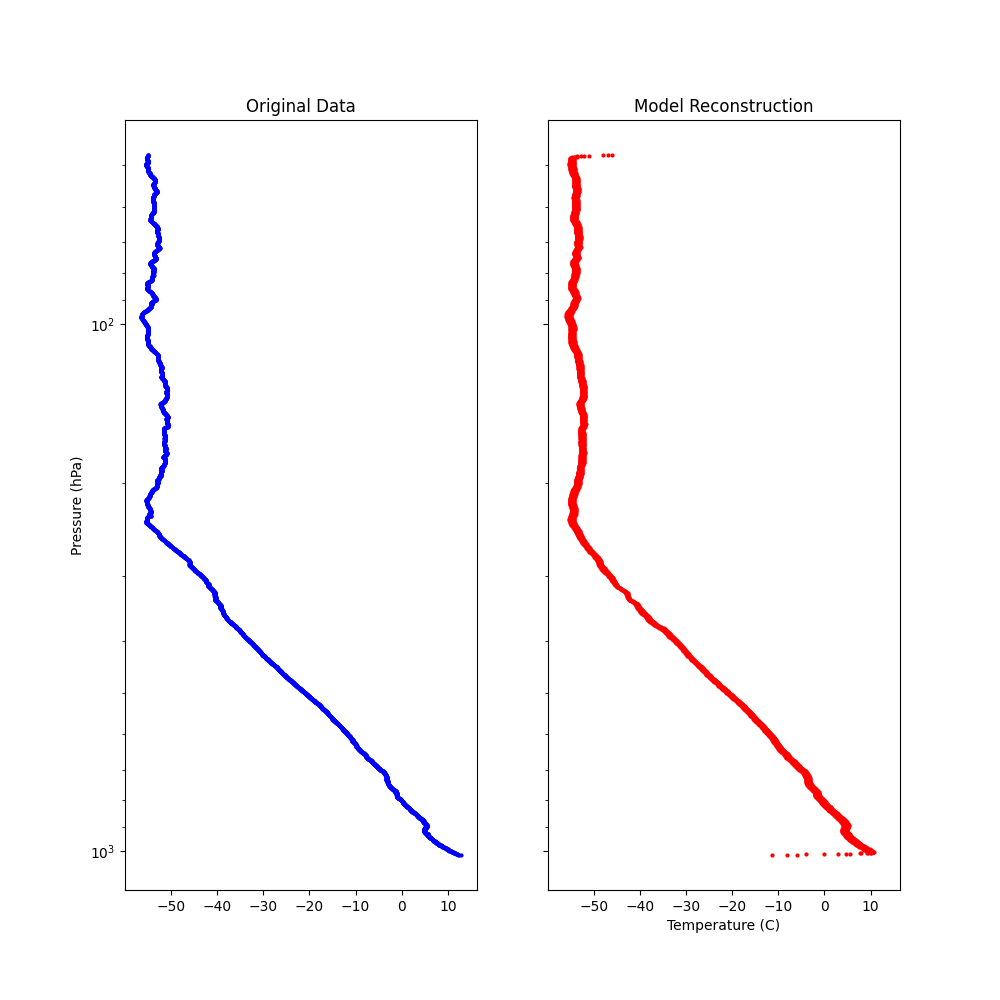 Original Data
Model Reconstruction
Pressure (hPa)
10²
10³
−50 −40 −30 −20 −10 0 10
−50 −40 −30 −20 −10 0 10
Temperature (C)